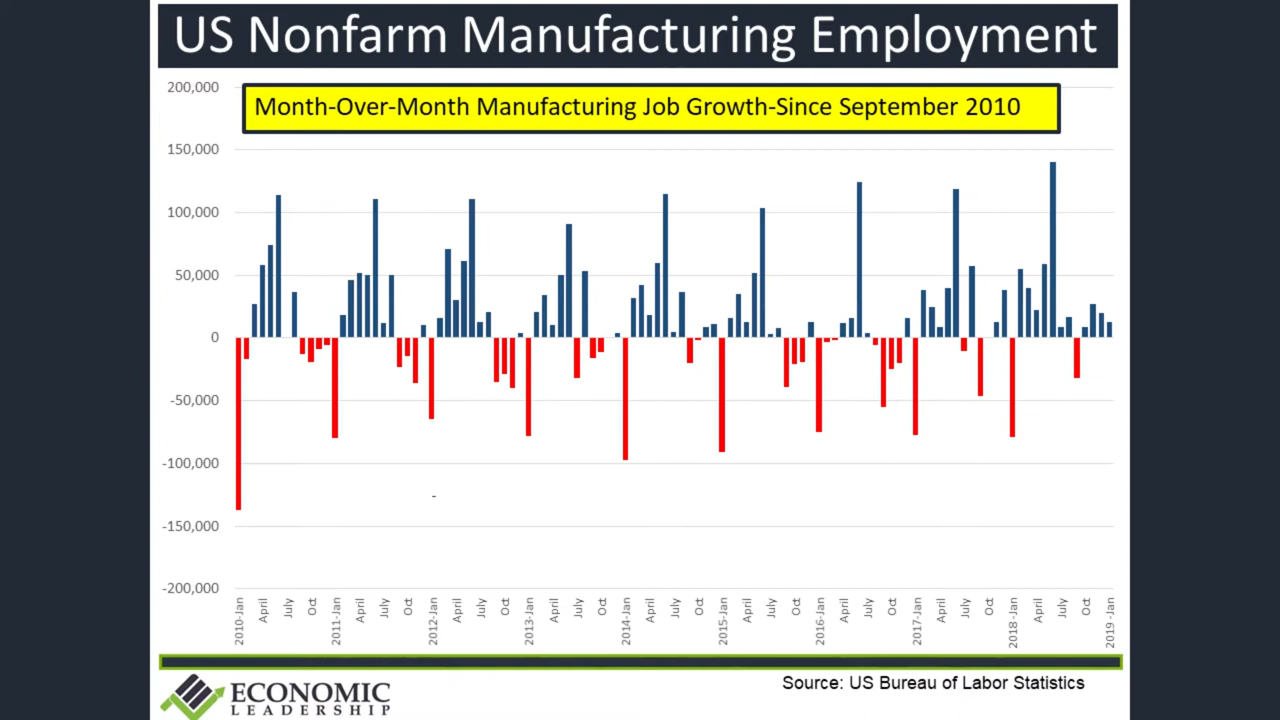 US Nonfarm Manufacturing Employment
200,000
Month-Over-Month Manufacturing Job Growth-Since September 2010
150,000
100,000
50,000
0
-50,000
-100,000
-150,000
-200,000
2010-Jan
April
July
Oct
2011-Jan
April
July
Oct
2012-Jan
April
July
Oct
2013-Jan
April
July
Oct
2014-Jan
April
July
Oct
2015-Jan
April
July
Oct
2016-Jan
April
July
Oct
2017-Jan
April
July
Oct
2018-Jan
April
July
Oct
2019 -Jan
Source: US Bureau of Labor Statistics
ECONOMIC
LEADERSHIP